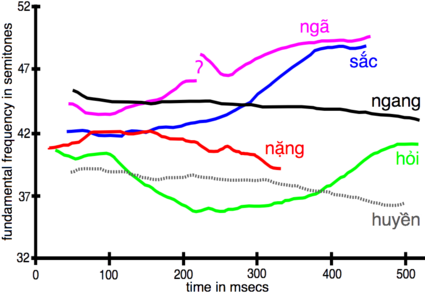 52
47
42
37
32
fundamental frequency in semitones
ngã
?
sắc
ngang
nặng
hỏi
huyền
0
100
200
300
400
500
time in msecs